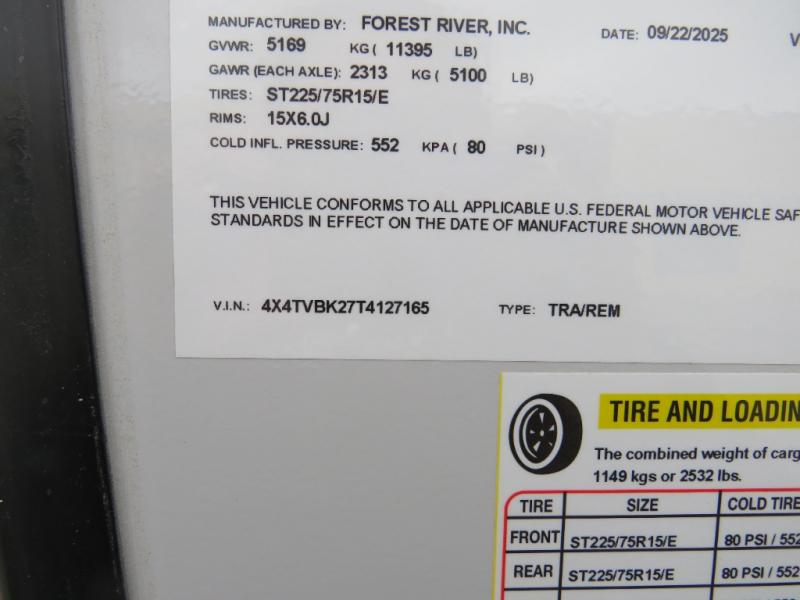 MANUFACTURED BY: FOREST RIVER, INC. DATE: 09/22/2025 V
GVWR: 5169 KG ( 11395 LB)
GAWR (EACH AXLE): 2313 KG ( 5100 LB)
TIRES: ST225/75R15/E
RIMS: 15X6.0J
COLD INFL. PRESSURE: 552 KPA ( 80 PSI )
THIS VEHICLE CONFORMS TO ALL APPLICABLE U.S. FEDERAL MOTOR VEHICLE SAF
STANDARDS IN EFFECT ON THE DATE OF MANUFACTURE SHOWN ABOVE.
V.I.N.: 4X4TVBK27T4127165 TYPE: TRA/REM
TIRE AND LOADIN
The combined weight of carg
1149 kgs or 2532 lbs.
TIRE SIZE COLD TIRE
FRONT ST225/75R15/E 80 PSI / 552
REAR ST225/75R15/E 80 PSI / 552